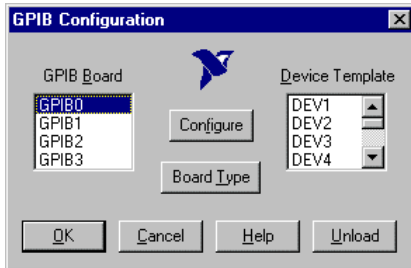 GPIB Configuration
GPIB Board
Device Template
GPIB0
GPIB1
GPIB2
GPIB3
Configure
Board Type
DEV1
DEV2
DEV3
DEV4
OK
Cancel
Help
Unload